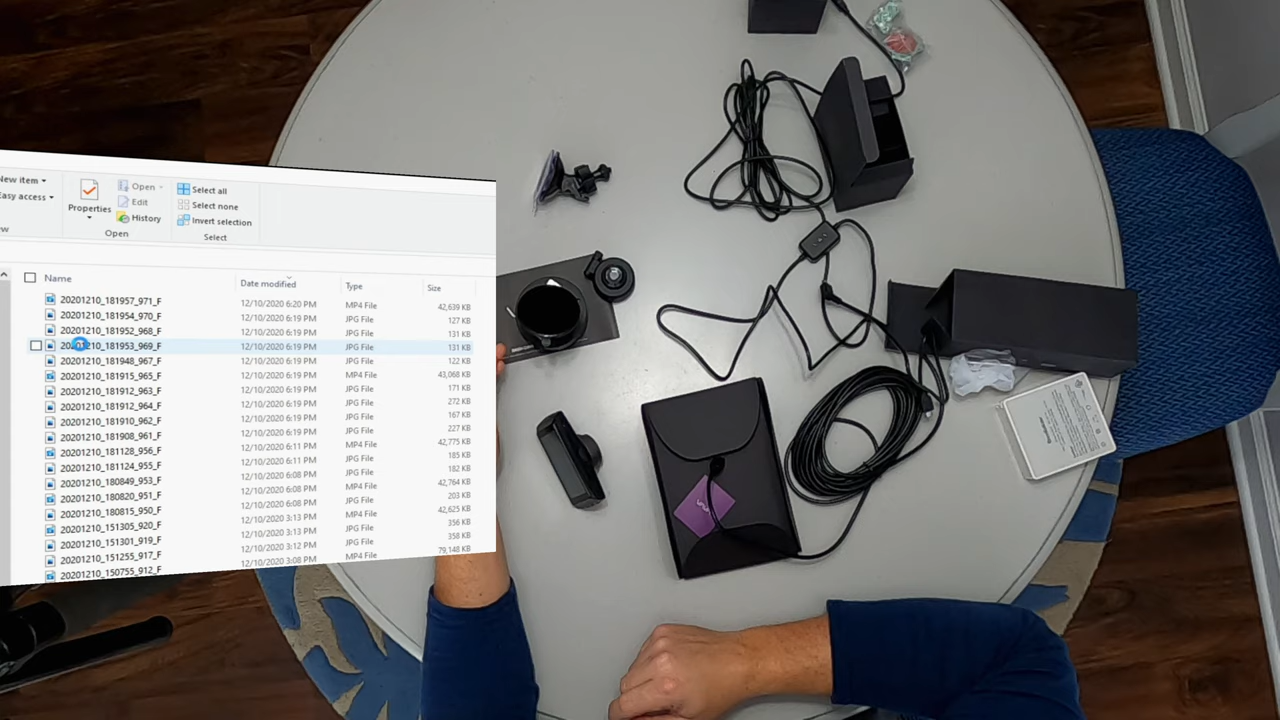 New item
Easy access
Properties
Open
Edit
History
Open
Select all
Select none
Invert selection
Select
Name
Date modified
Type
Size
20201210_181957_971_F 12/10/2020 6:20 PM MP4 File 42,639 KB
20201210_181954_970_F 12/10/2020 6:19 PM JPG File 127 KB
20201210_181952_968_F 12/10/2020 6:19 PM JPG File 131 KB
20201210_181953_969_F 12/10/2020 6:19 PM JPG File 131 KB
20201210_181948_967_F 12/10/2020 6:19 PM JPG File 122 KB
20201210_181915_965_F 12/10/2020 6:19 PM MP4 File 43,068 KB
20201210_181912_963_F 12/10/2020 6:19 PM JPG File 171 KB
20201210_181912_964_F 12/10/2020 6:19 PM JPG File 272 KB
20201210_181910_962_F 12/10/2020 6:19 PM JPG File 167 KB
20201210_181908_961_F 12/10/2020 6:19 PM JPG File 227 KB
20201210_181128_956_F 12/10/2020 6:11 PM MP4 File 42,775 KB
20201210_181124_955_F 12/10/2020 6:11 PM JPG File 185 KB
20201210_180849_953_F 12/10/2020 6:08 PM JPG File 182 KB
20201210_180820_951_F 12/10/2020 6:08 PM MP4 File 42,764 KB
20201210_180815_950_F 12/10/2020 6:08 PM JPG File 203 KB
20201210_151305_920_F 12/10/2020 3:13 PM MP4 File 42,625 KB
20201210_151301_919_F 12/10/2020 3:13 PM JPG File 356 KB
20201210_151255_917_F 12/10/2020 3:12 PM JPG File 358 KB
20201210_150755_912_F 12/10/2020 3:08 PM MP4 File 79,148 KB